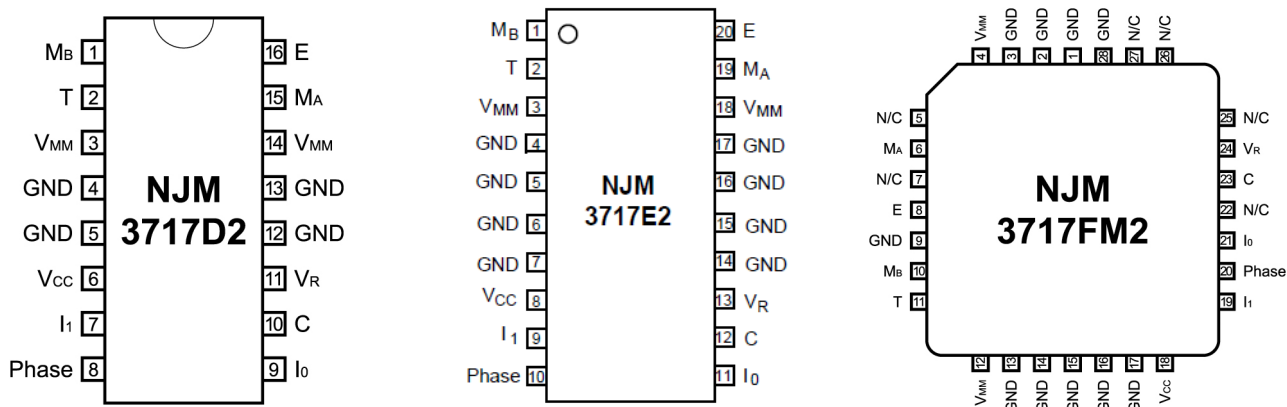 MB 1 16 E
T 2 15 MA
VMM 3 14 VMM
GND 4 13 GND
GND 5 12 GND
VCC 6 11 VR
I1 7 10 C
Phase 8 9 I0
NJM
3717D2
MB 1 20 E
T 2 19 MA
VMM 3 18 VMM
GND 4 17 GND
GND 5 16 GND
GND 6 15 GND
GND 7 14 GND
VCC 8 13 VR
I1 9 12 C
Phase 10 11 I0
NJM
3717E2
VMM GND GND GND GND N/C N/C
4 3 2 1 28 27 26
N/C 5 25 N/C
MA 6 24 VR
N/C 7 23 C
E 8 22 N/C
GND 9 21 I0
MB 10 20 Phase
T 11 19 I1
NJM
3717FM2
12 13 14 15 16 17 18
VMM GND GND GND GND GND VCC